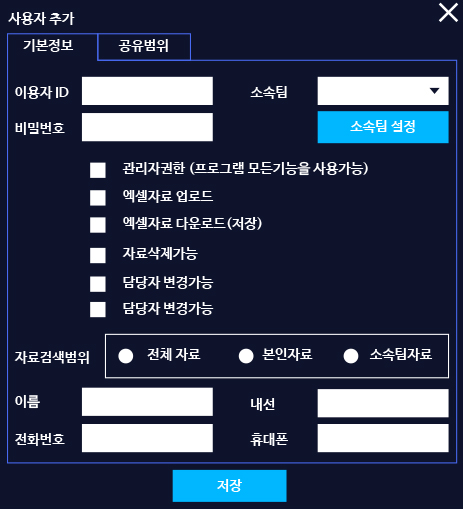 사용자 추가
기본정보 공유범위
이용자 ID 소속팀
비밀번호 소속팀 설정
관리자권한 (프로그램 모든기능을 사용가능)
엑셀자료 업로드
엑셀자료 다운로드(저장)
자료삭제가능
담당자 변경가능
담당자 변경가능
자료검색범위 전체 자료 본인자료 소속팀자료
이름 내선
전화번호 휴대폰
저장